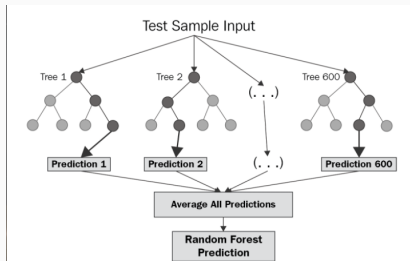 Test Sample Input
Tree 1
Tree 2
Tree 600
(. . .)
Prediction 1
Prediction 2
(. . .)
Prediction 600
Average All Predictions
Random Forest
Prediction